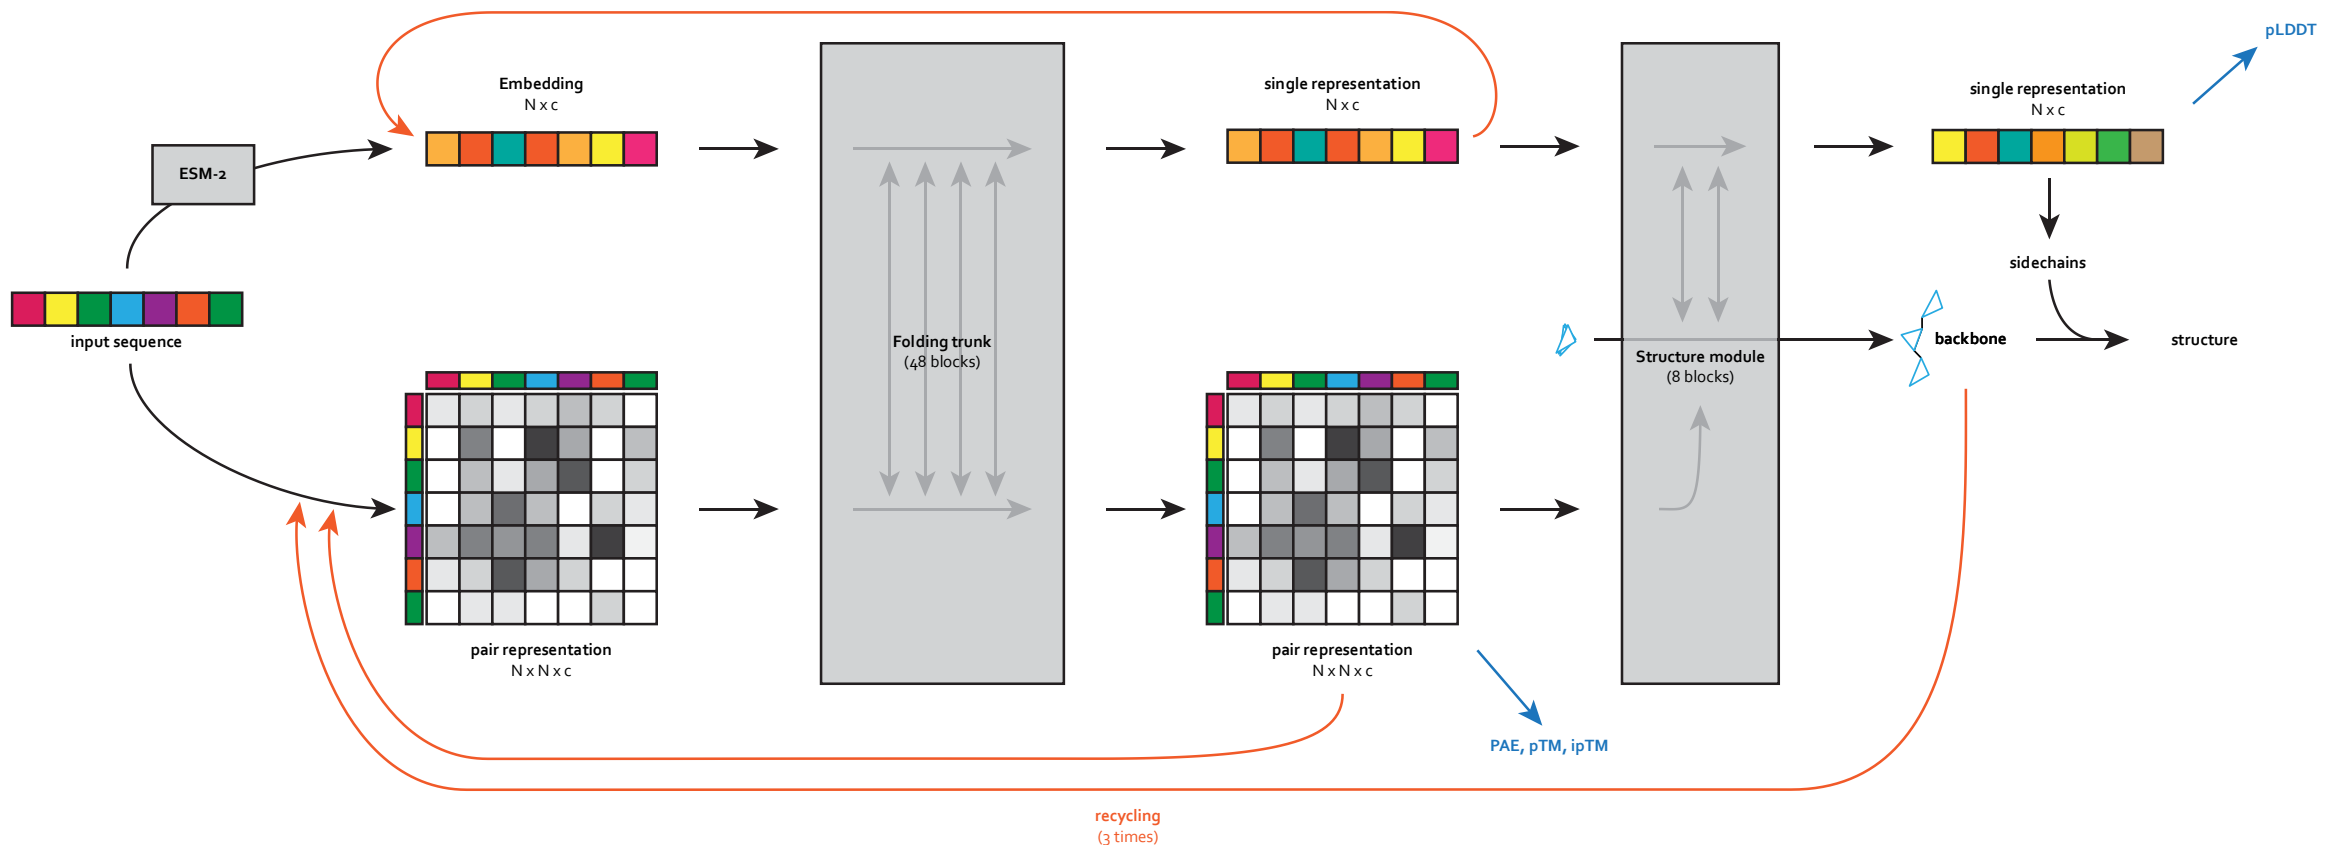 pLDDT
Embedding
N x c
single representation
N x c
single representation
N x c
ESM-2
sidechains
input sequence
Folding trunk
(48 blocks)
Structure module
(8 blocks)
backbone
structure
pair representation
N x N x c
pair representation
N x N x c
PAE, pTM, ipTM
recycling
(3 times)